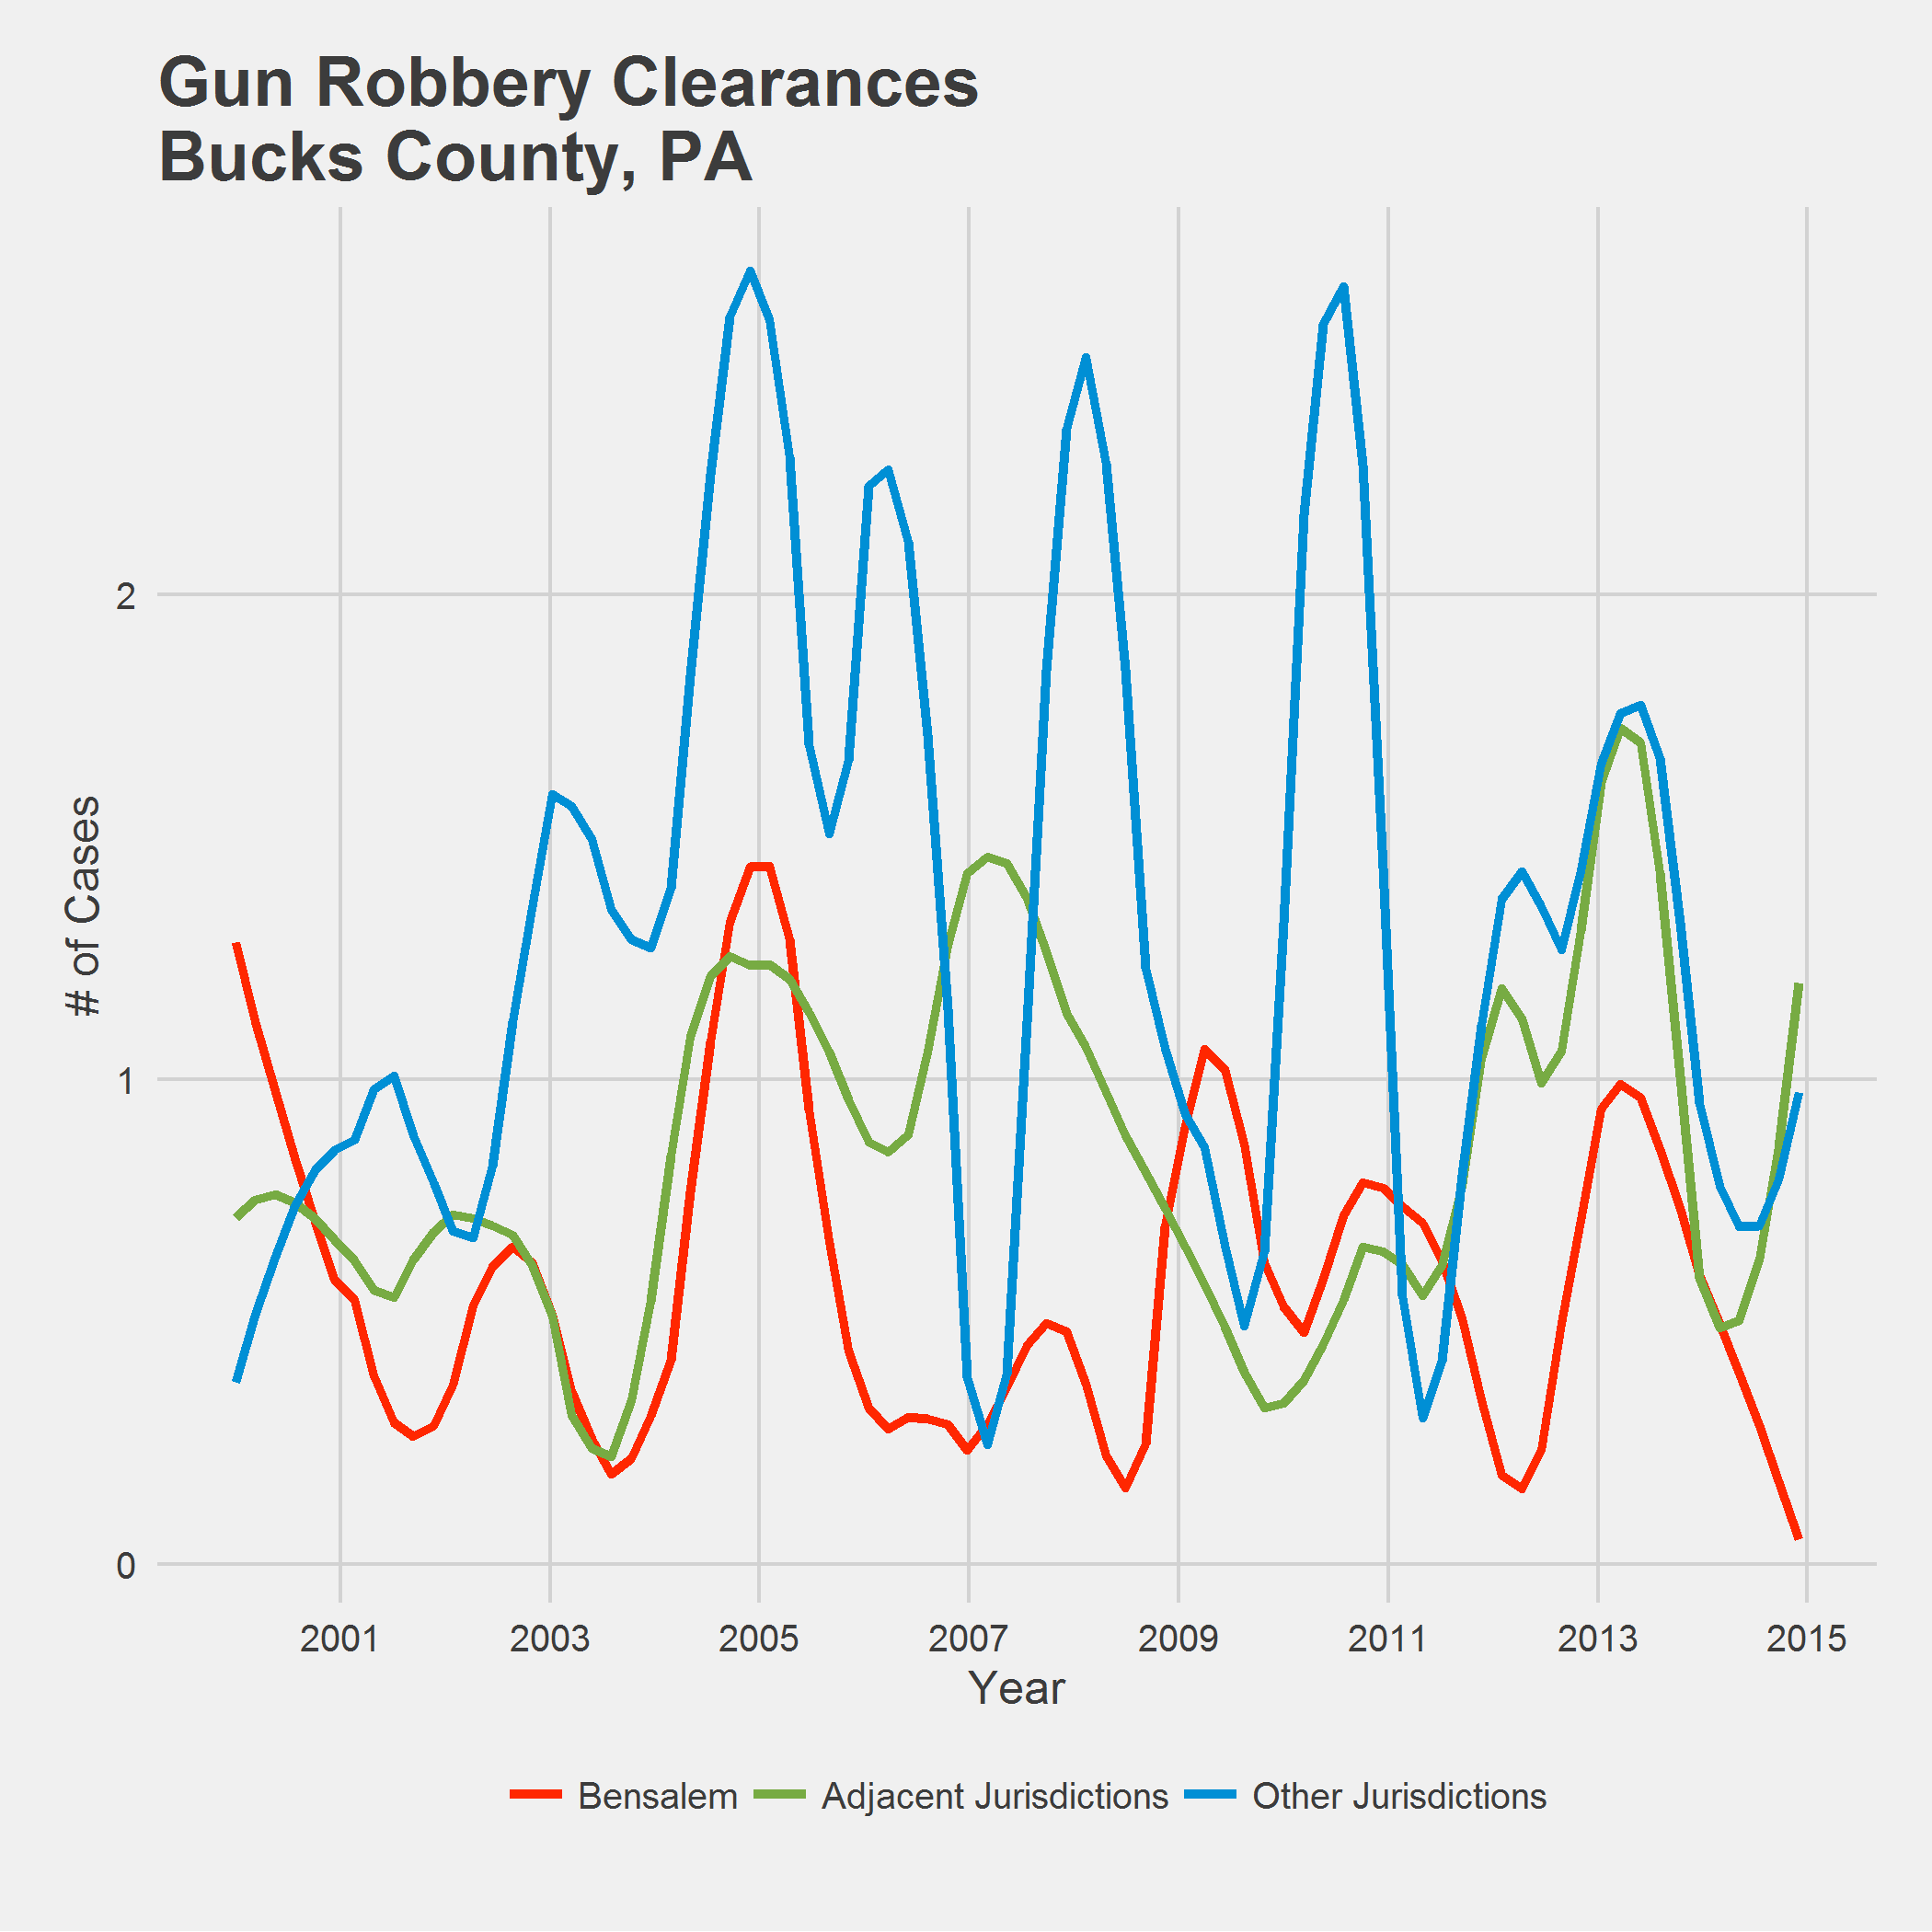 Gun Robbery Clearances
Bucks County, PA
# of Cases
2
1
0
2001 2003 2005 2007 2009 2011 2013 2015
Year
Bensalem Adjacent Jurisdictions Other Jurisdictions